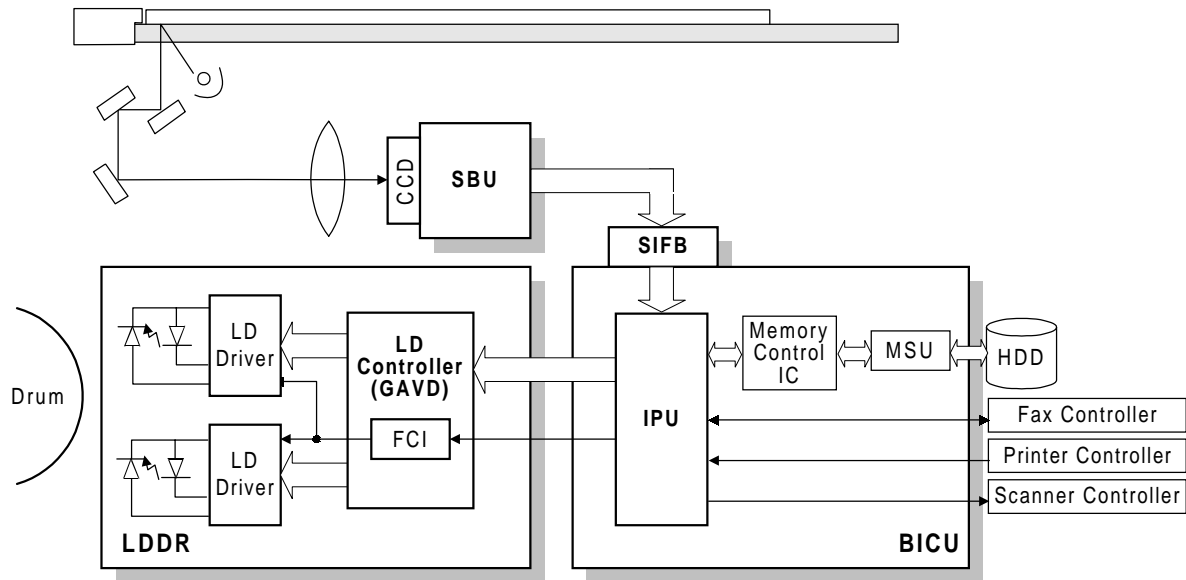 CCD
SBU
SIFB
LD
Driver
LD
Controller
(GAVD)
FCI
LD
Driver
LDDR
Drum
IPU
Memory
Control
IC
MSU
HDD
Fax Controller
Printer Controller
Scanner Controller
BICU